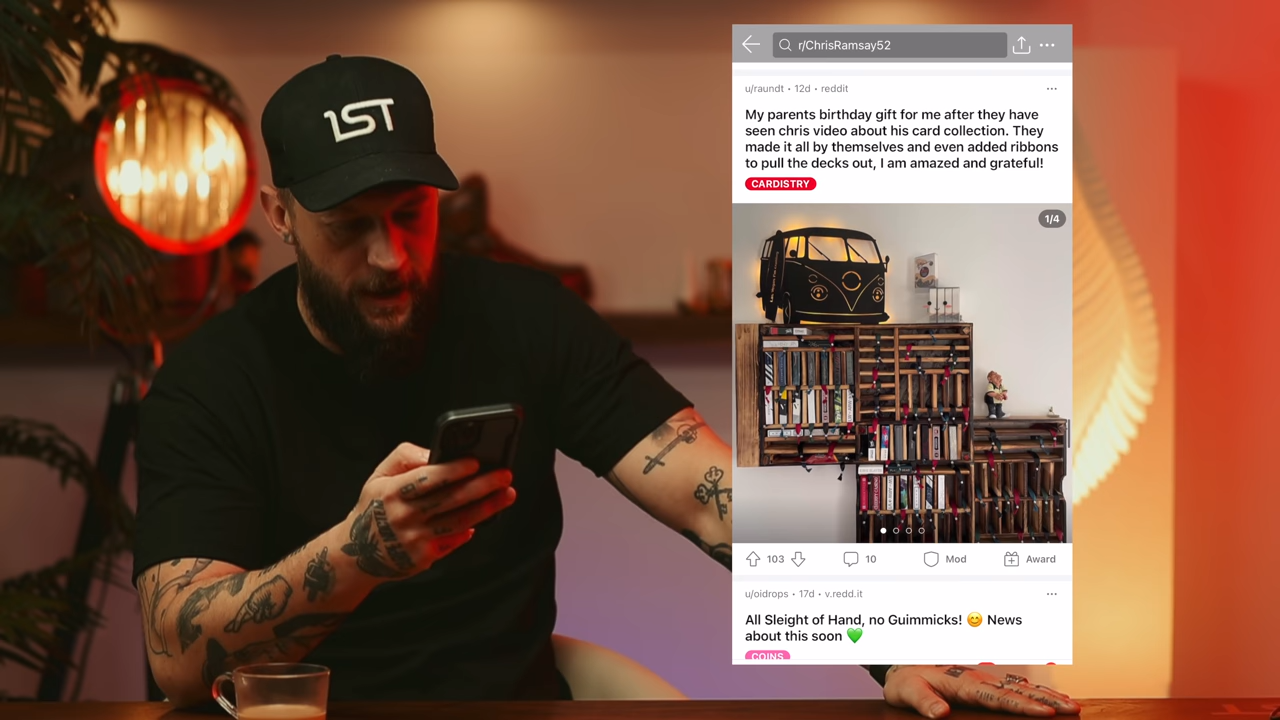 1ST
r/ChrisRamsay52
u/raundt • 12d • reddit
My parents birthday gift for me after they have
seen chris video about his card collection. They
made it all by themselves and even added ribbons
to pull the decks out, I am amazed and grateful!
CARDISTRY
1/4
103
10
Mod
Award
u/oidrops • 17d • v.redd.it
All Sleight of Hand, no Guimmicks! 😊 News
about this soon 💚
COINS